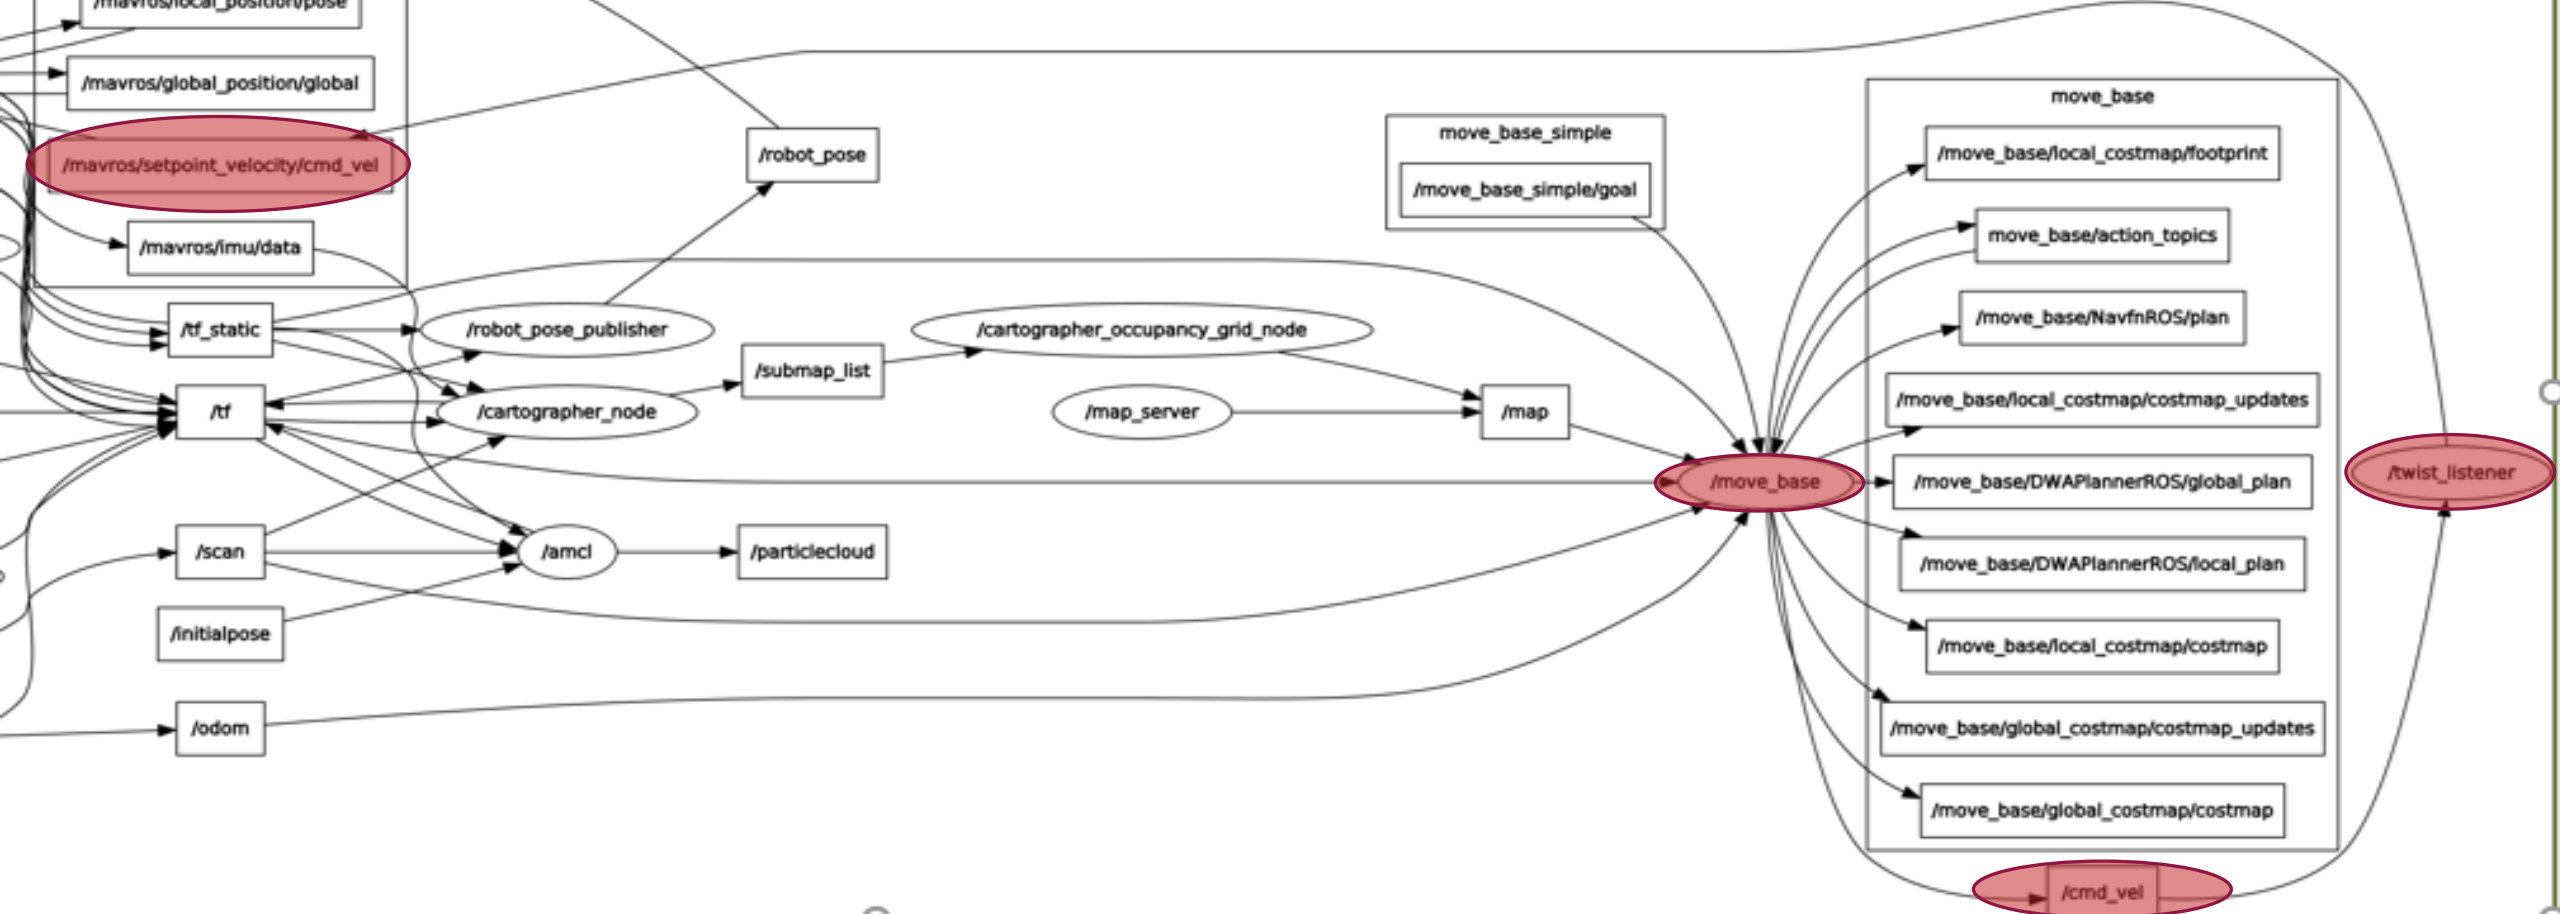 /mavros/local_position/pose
/mavros/global_position/global
/mavros/setpoint_velocity/cmd_vel
/mavros/imu/data
/tf_static
/tf
/scan
/initialpose
/odom
/robot_pose
/robot_pose_publisher
/cartographer_node
/amcl
/submap_list
/particlecloud
/cartographer_occupancy_grid_node
/map_server
move_base_simple
/move_base_simple/goal
/map
/move_base
move_base
/move_base/local_costmap/footprint
move_base/action_topics
/move_base/NavfnROS/plan
/move_base/local_costmap/costmap_updates
/move_base/DWAPlannerROS/global_plan
/move_base/DWAPlannerROS/local_plan
/move_base/local_costmap/costmap
/move_base/global_costmap/costmap_updates
/move_base/global_costmap/costmap
/cmd_vel
/twist_listener